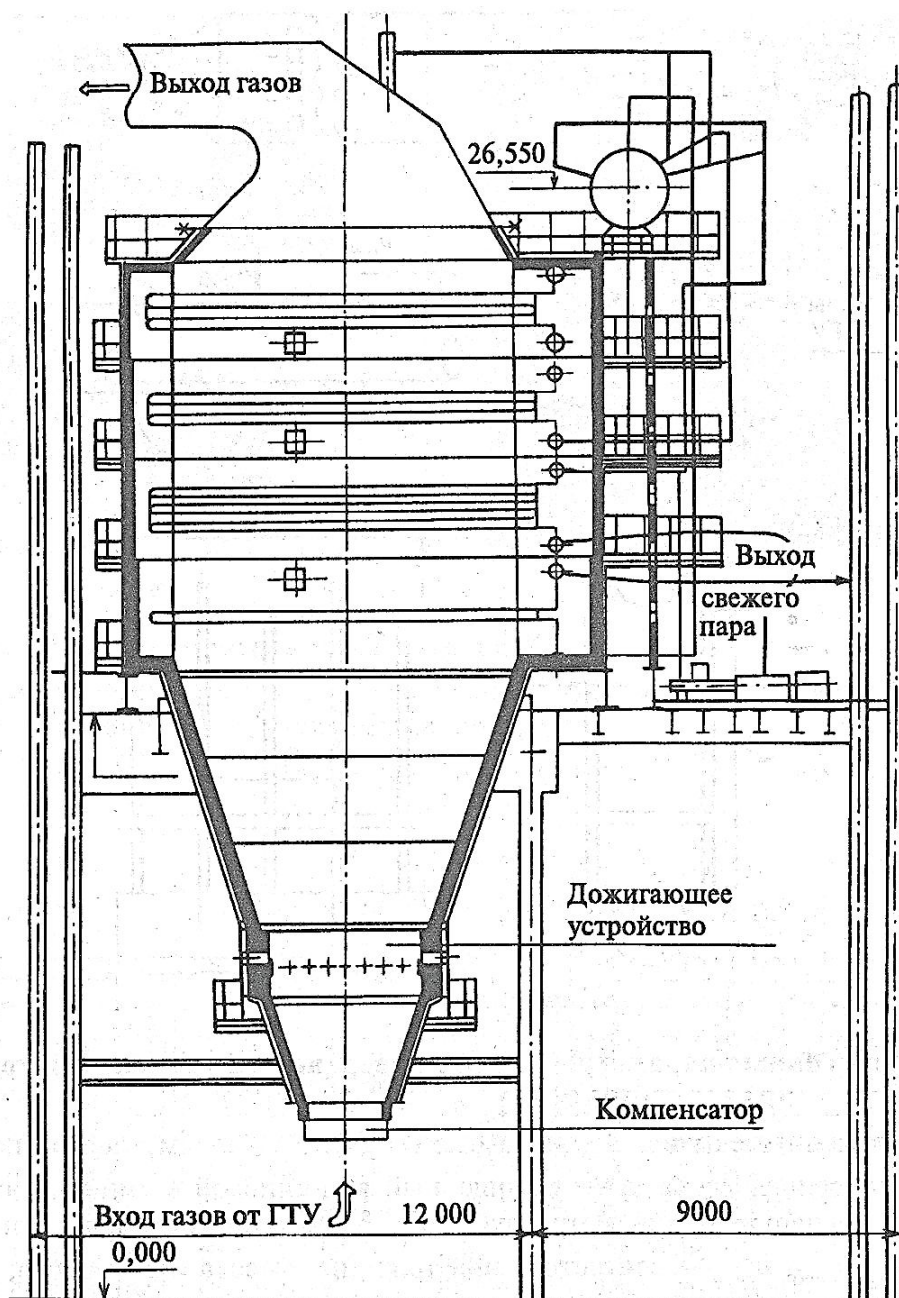 Выход газов
26,550
Выход
свежего
пара
Дожигающее
устройство
Компенсатор
Вход газов от ГТУ
12 000
9000
0,000